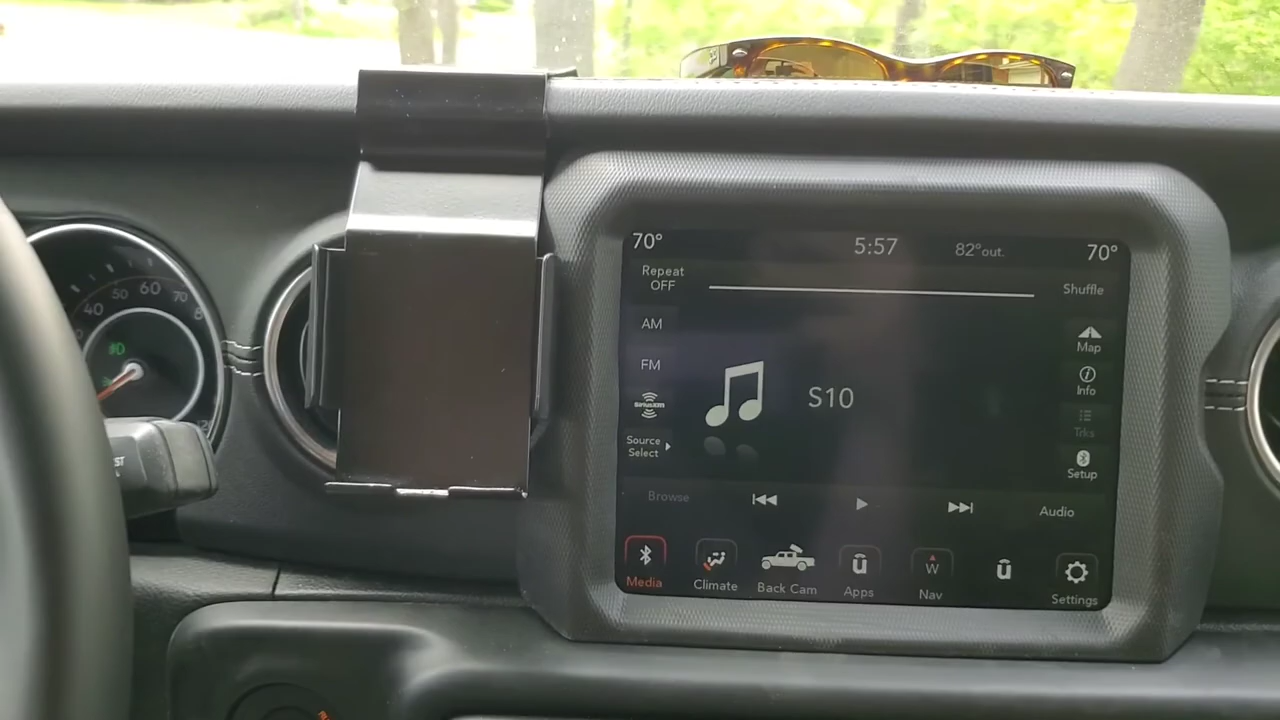 70° 5:57 82°out. 70°
Repeat
OFF
Shuffle
AM
Map
FM
Info
SiriusXM
S10
Trks
Source
Select
Setup
Browse
Audio
Media
Climate
Back Cam
Apps
W
Nav
Settings
40 50 60 70